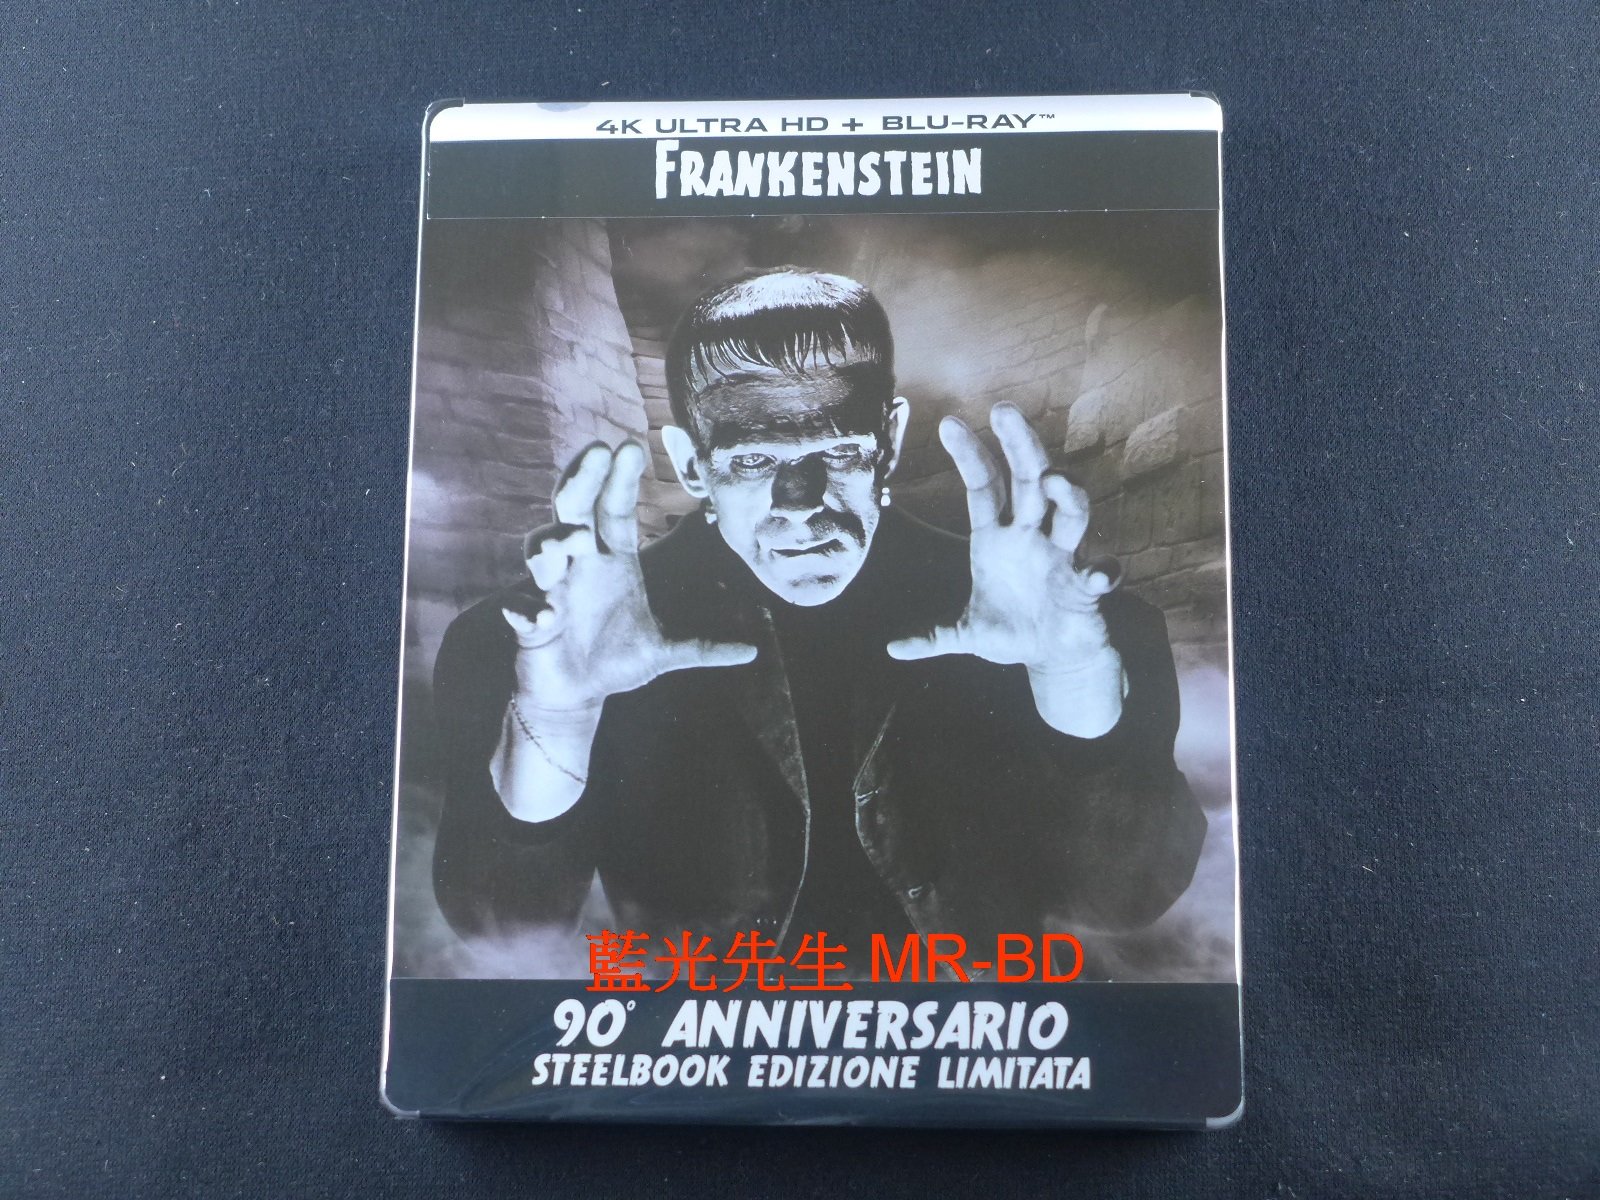 4K ULTRA HD + BLU-RAY™
FRANKENSTEIN
藍光先生 MR-BD
90° ANNIVERSARIO
STEELBOOK EDIZIONE LIMITATA